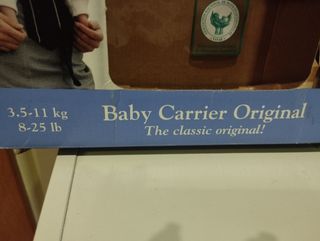 3.5-11 kg
8-25 lb
Baby Carrier Original
The classic original!